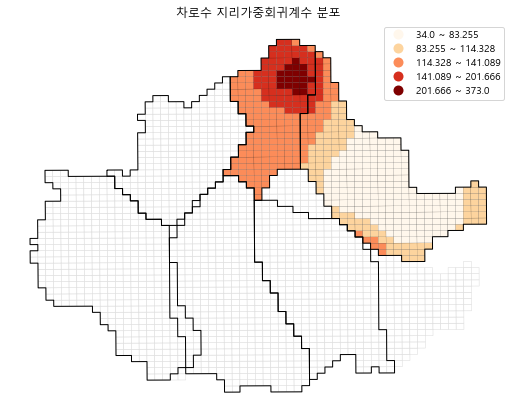 차로수 지리가중회귀계수 분포
34.0 ~ 83.255
83.255 ~ 114.328
114.328 ~ 141.089
141.089 ~ 201.666
201.666 ~ 373.0